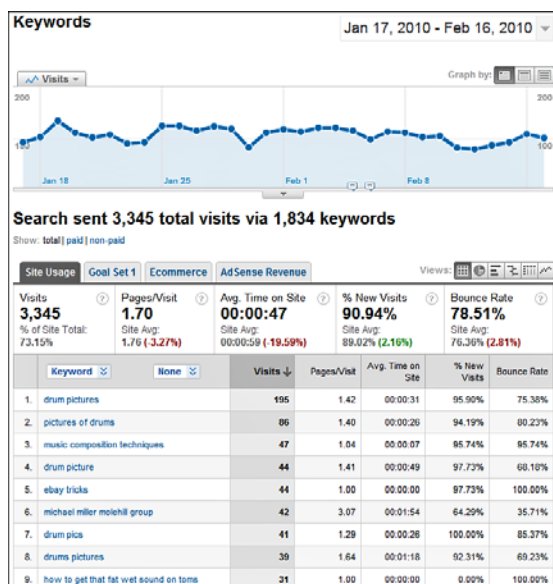 Keywords
Jan 17, 2010 - Feb 16, 2010
Visits
Graph by:
200 200
100 100
Jan 18 Jan 25 Feb 1 Feb 8
Search sent 3,345 total visits via 1,834 keywords
Show: total | paid | non-paid
Site Usage Goal Set 1 Ecommerce AdSense Revenue Views:
Visits Pages/Visit Avg. Time on Site % New Visits Bounce Rate
3,345 1.70 00:00:47 90.94% 78.51%
% of Site Total: Site Avg: Site Avg: Site Avg: Site Avg:
73.15% 1.76 (-3.27%) 00:00:59 (-19.59%) 89.02% (2.16%) 76.36% (2.81%)
Keyword None Visits Pages/Visit Avg. Time on Site % New Visits Bounce Rate
1. drum pictures 195 1.42 00:00:31 95.90% 75.38%
2. pictures of drums 86 1.40 00:00:26 94.19% 80.23%
3. music composition techniques 47 1.04 00:00:07 95.74% 95.74%
4. drum picture 44 1.41 00:00:49 97.73% 68.18%
5. ebay tricks 44 1.00 00:00:00 97.73% 100.00%
6. michael miller molehill group 42 3.07 00:01:54 64.29% 35.71%
7. drum pics 41 1.29 00:00:26 100.00% 85.37%
8. drums pictures 39 1.64 00:01:18 92.31% 69.23%
9. how to get that fat wet sound on toms 31 1.00 00:00:00 0.00% 100.00%